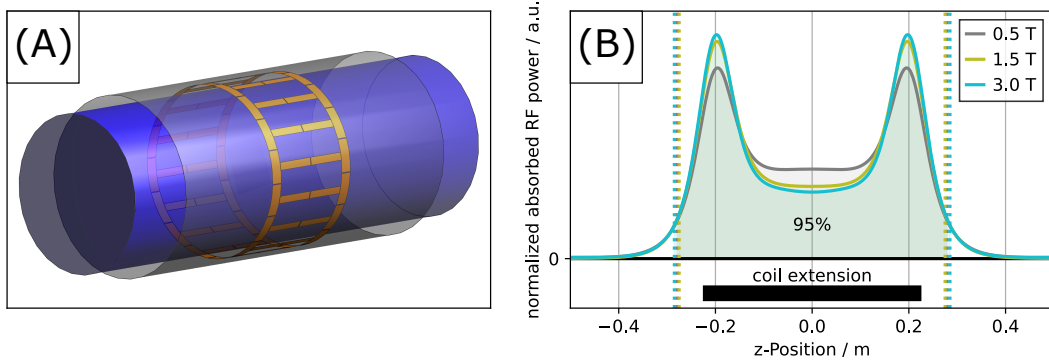 (A)
(B)
normalized absorbed RF power / a.u.
0
0.5 T
1.5 T
3.0 T
95%
coil extension
−0.4
−0.2
0.0
0.2
0.4
z-Position / m